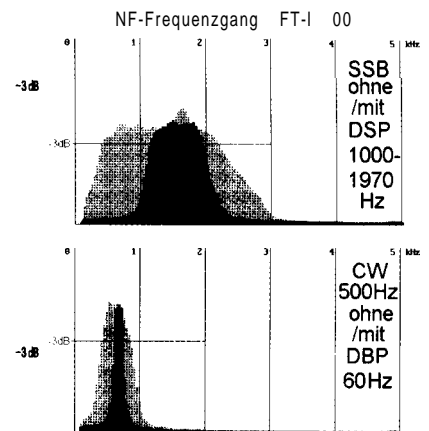 NF-Frequenzgang FT-I 00
0 1 2 3 4 5 kHz
-3dB
-3dB
SSB
ohne
/mit
DSP
1000-
1970
Hz
0 1 2 3 4 5 kHz
-3dB
-3dB
CW
500Hz
ohne
/mit
DBP
60Hz